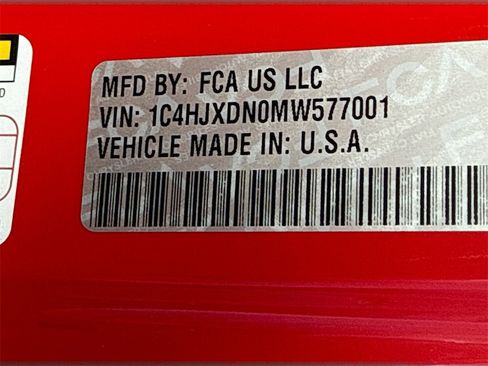 MFD BY: FCA US LLC
VIN: 1C4HJXDN0MW577001
VEHICLE MADE IN: U.S.A.
D